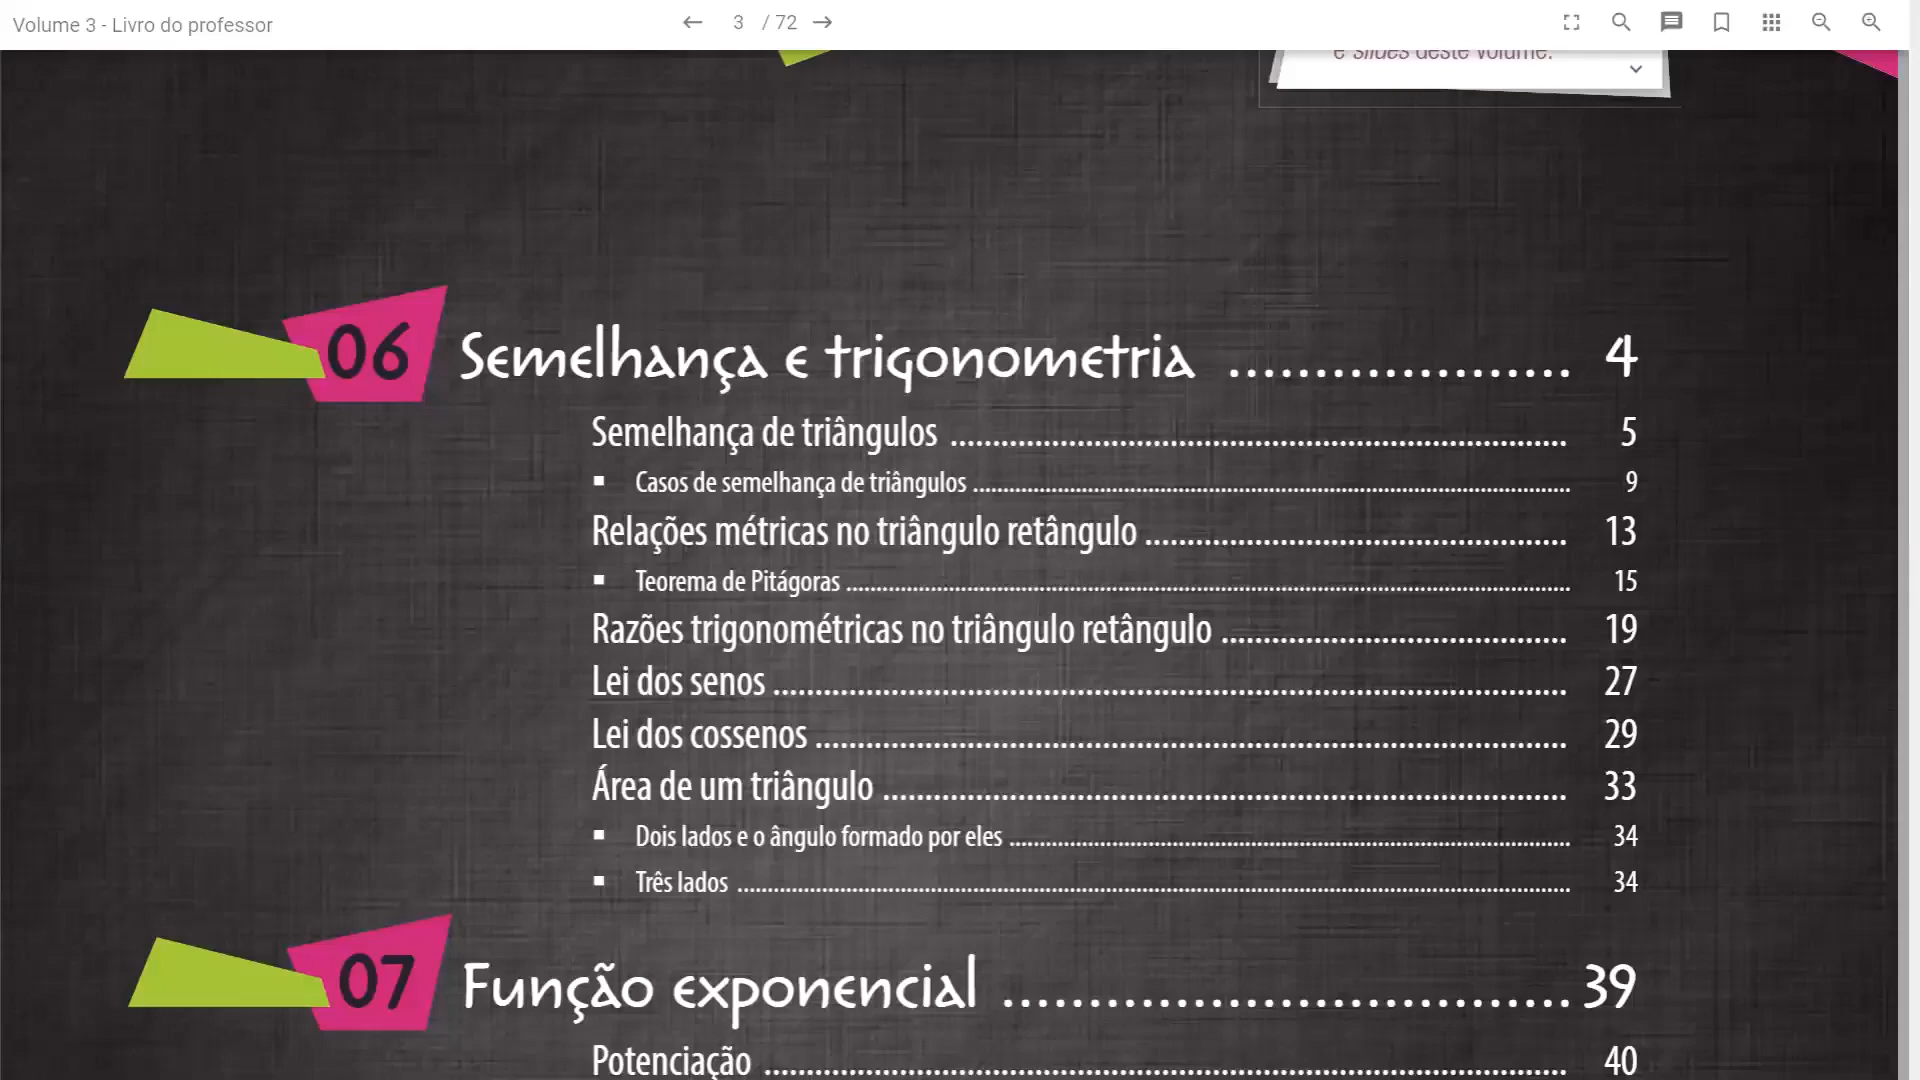 Volume 3 - Livro do professor
3 / 72
e slides deste volume.
06 Semelhança e trigonometria .................... 4
Semelhança de triângulos .................... 5
▪ Casos de semelhança de triângulos .................... 9
Relações métricas no triângulo retângulo .................... 13
▪ Teorema de Pitágoras .................... 15
Razões trigonométricas no triângulo retângulo .................... 19
Lei dos senos .................... 27
Lei dos cossenos .................... 29
Área de um triângulo .................... 33
▪ Dois lados e o ângulo formado por eles .................... 34
▪ Três lados .................... 34
07 Função exponencial .................... 39
Potenciação .................... 40